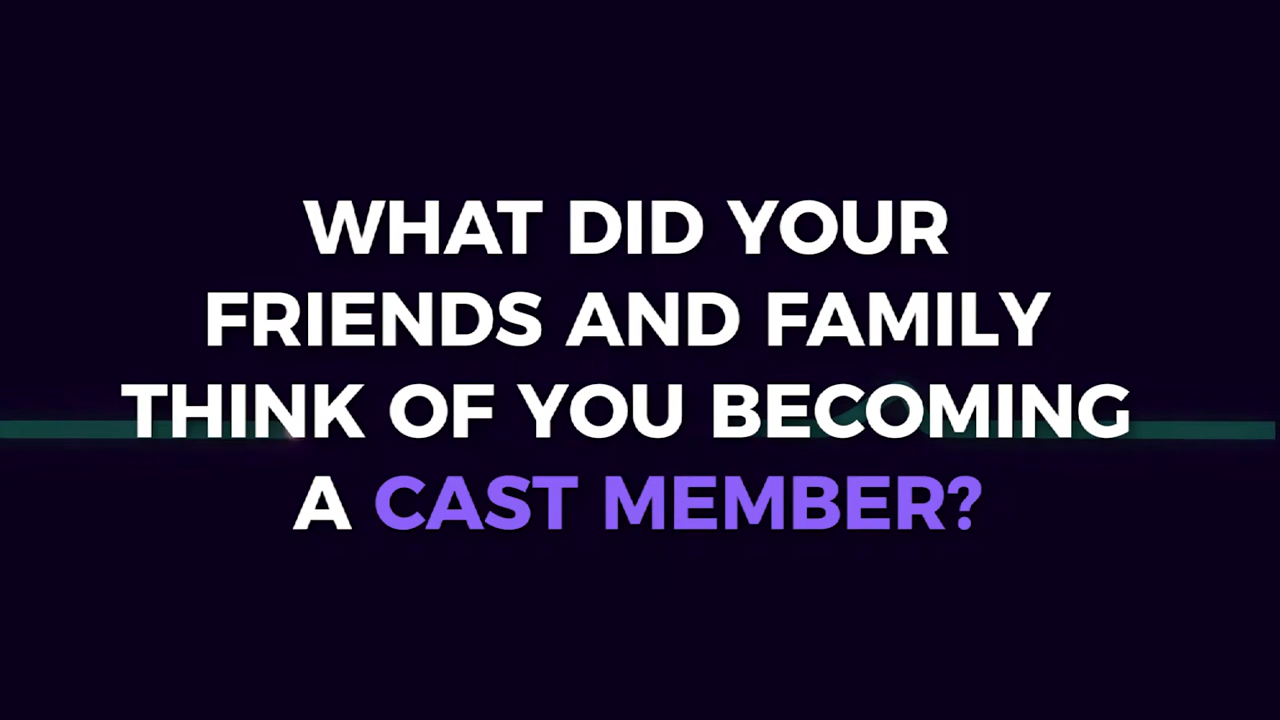 WHAT DID YOUR
FRIENDS AND FAMILY
THINK OF YOU BECOMING
A CAST MEMBER?